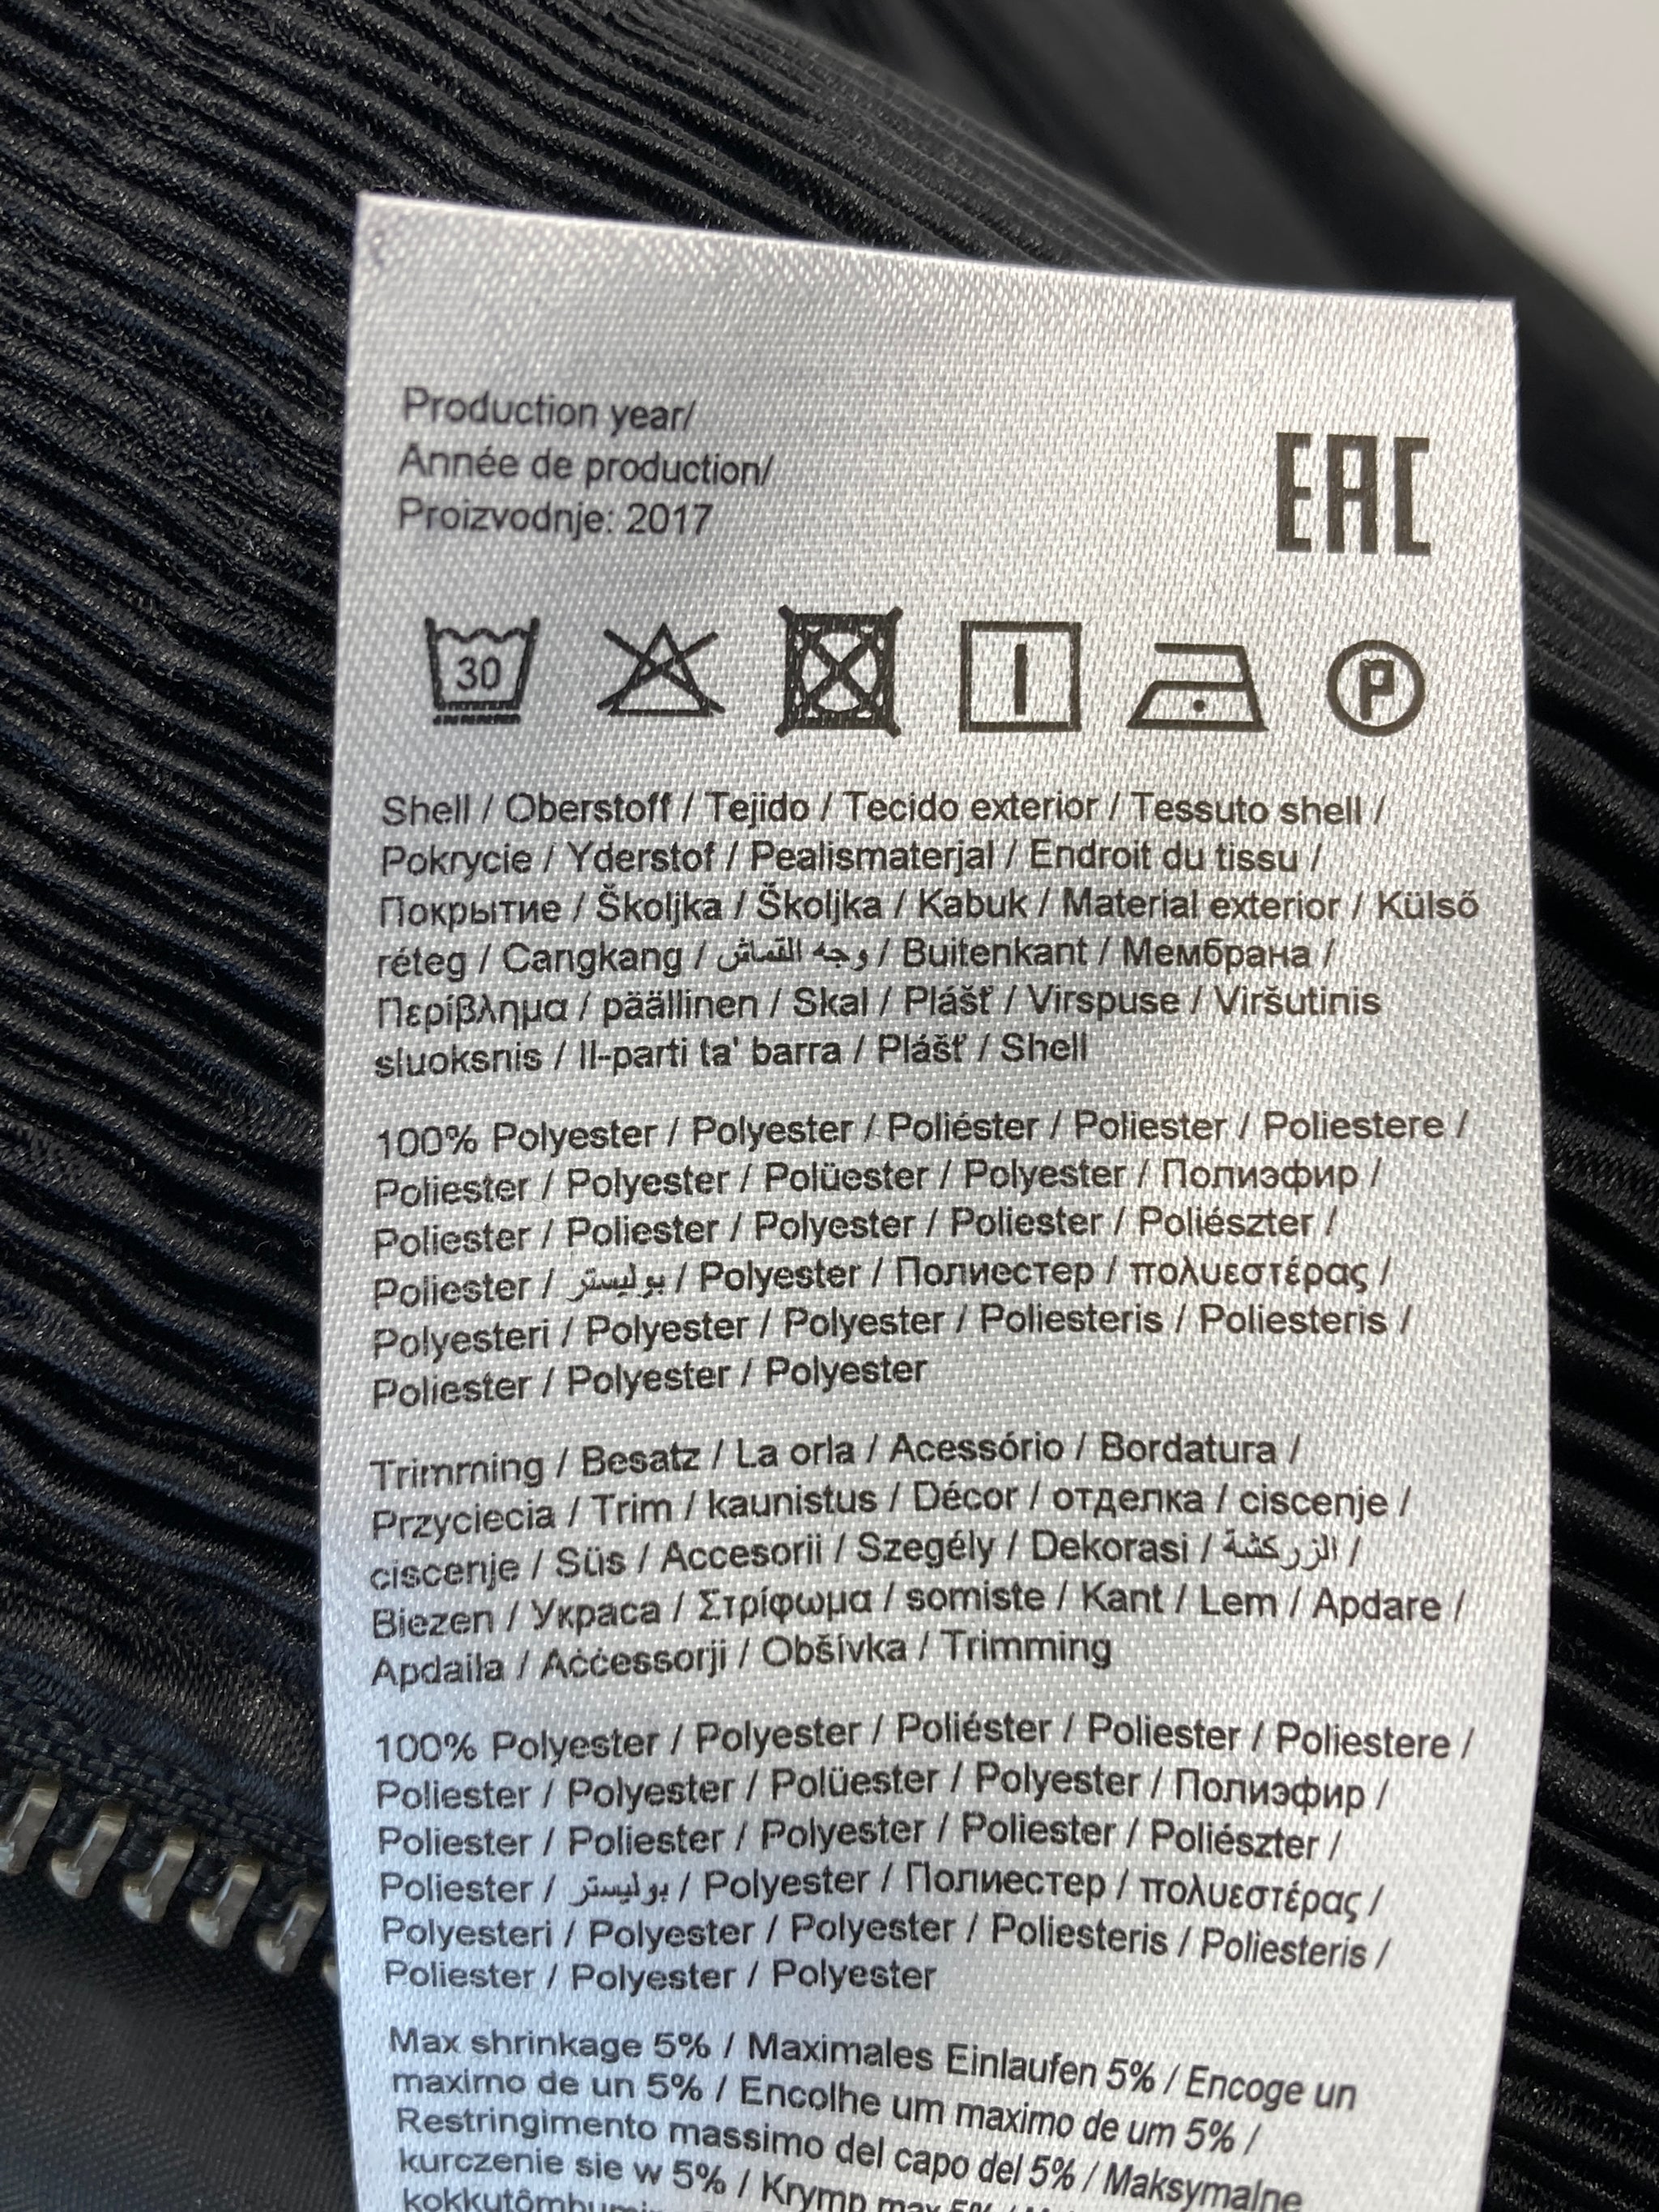 Production year/
Année de production/
Proizvodnje: 2017
EAC
30
P
Shell / Oberstoff / Tejido / Tecido exterior / Tessuto shell /
Pokrycie / Yderstof / Pealismaterjal / Endroit du tissu /
Покрытие / Školjka / Školjka / Kabuk / Material exterior / Külső
réteg / Cangkang / وجه القماش / Buitenkant / Мембрана /
Περίβλημα / päällinen / Skal / Plášť / Virspuse / Viršutinis
sluoksnis / Il-parti ta' barra / Plášť / Shell
100% Polyester / Polyester / Poliéster / Poliester / Poliestere /
Poliester / Polyester / Polüester / Polyester / Полиэфир /
Poliester / Poliester / Polyester / Poliester / Poliészter /
Poliester / بوليستر / Polyester / Полиестер / πολυεστέρας /
Polyesteri / Polyester / Polyester / Poliesteris / Poliesteris /
Poliester / Polyester / Polyester
Trimming / Besatz / La orla / Acessório / Bordatura /
Przyciecia / Trim / kaunistus / Décor / отделка / ciscenje /
ciscenje / Süs / Accesorii / Szegély / Dekorasi / الزركشة /
Biezen / Украса / Στρίφωμα / somiste / Kant / Lem / Apdare /
Apdaila / Aċċessorji / Obšívka / Trimming
100% Polyester / Polyester / Poliéster / Poliester / Poliestere /
Poliester / Polyester / Polüester / Polyester / Полиэфир /
Poliester / Poliester / Polyester / Poliester / Poliészter /
Poliester / بوليستر / Polyester / Полиестер / πολυεστέρας /
Polyesteri / Polyester / Polyester / Poliesteris / Poliesteris /
Poliester / Polyester / Polyester
Max shrinkage 5% / Maximales Einlaufen 5% / Encoge un
maximo de un 5% / Encolhe um maximo de um 5% /
Restringimento massimo del capo del 5% / Maksymalne
kurczenie sie w 5% / Krymp max 5% /